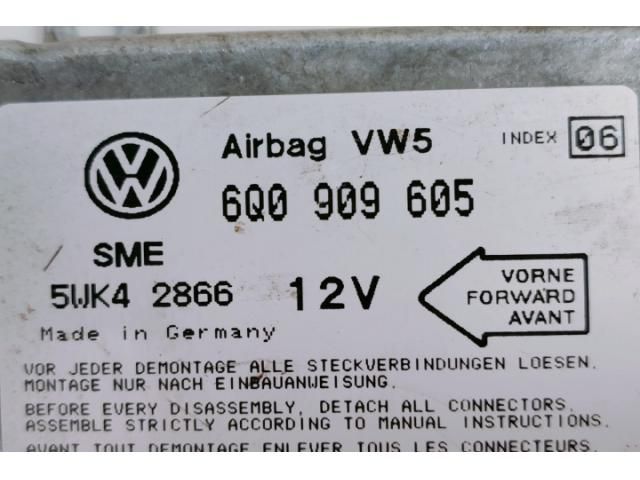 Airbag VW5 INDEX 06
6Q0 909 605
SME
5WK4 2866 12V
VORNE
FORWARD
AVANT
Made in Germany
VOR JEDER DEMONTAGE ALLE STECKVERBINDUNGEN LOESEN.
MONTAGE NUR NACH EINBAUANWEISUNG.
BEFORE EVERY DISASSEMBLY, DETACH ALL CONNECTORS.
ASSEMBLE STRICTLY ACCORDING TO MANUAL INSTRUCTIONS.
AVANT TOUT DEMONTAGE ENLEVER TOUS LES CONNECTEURS.